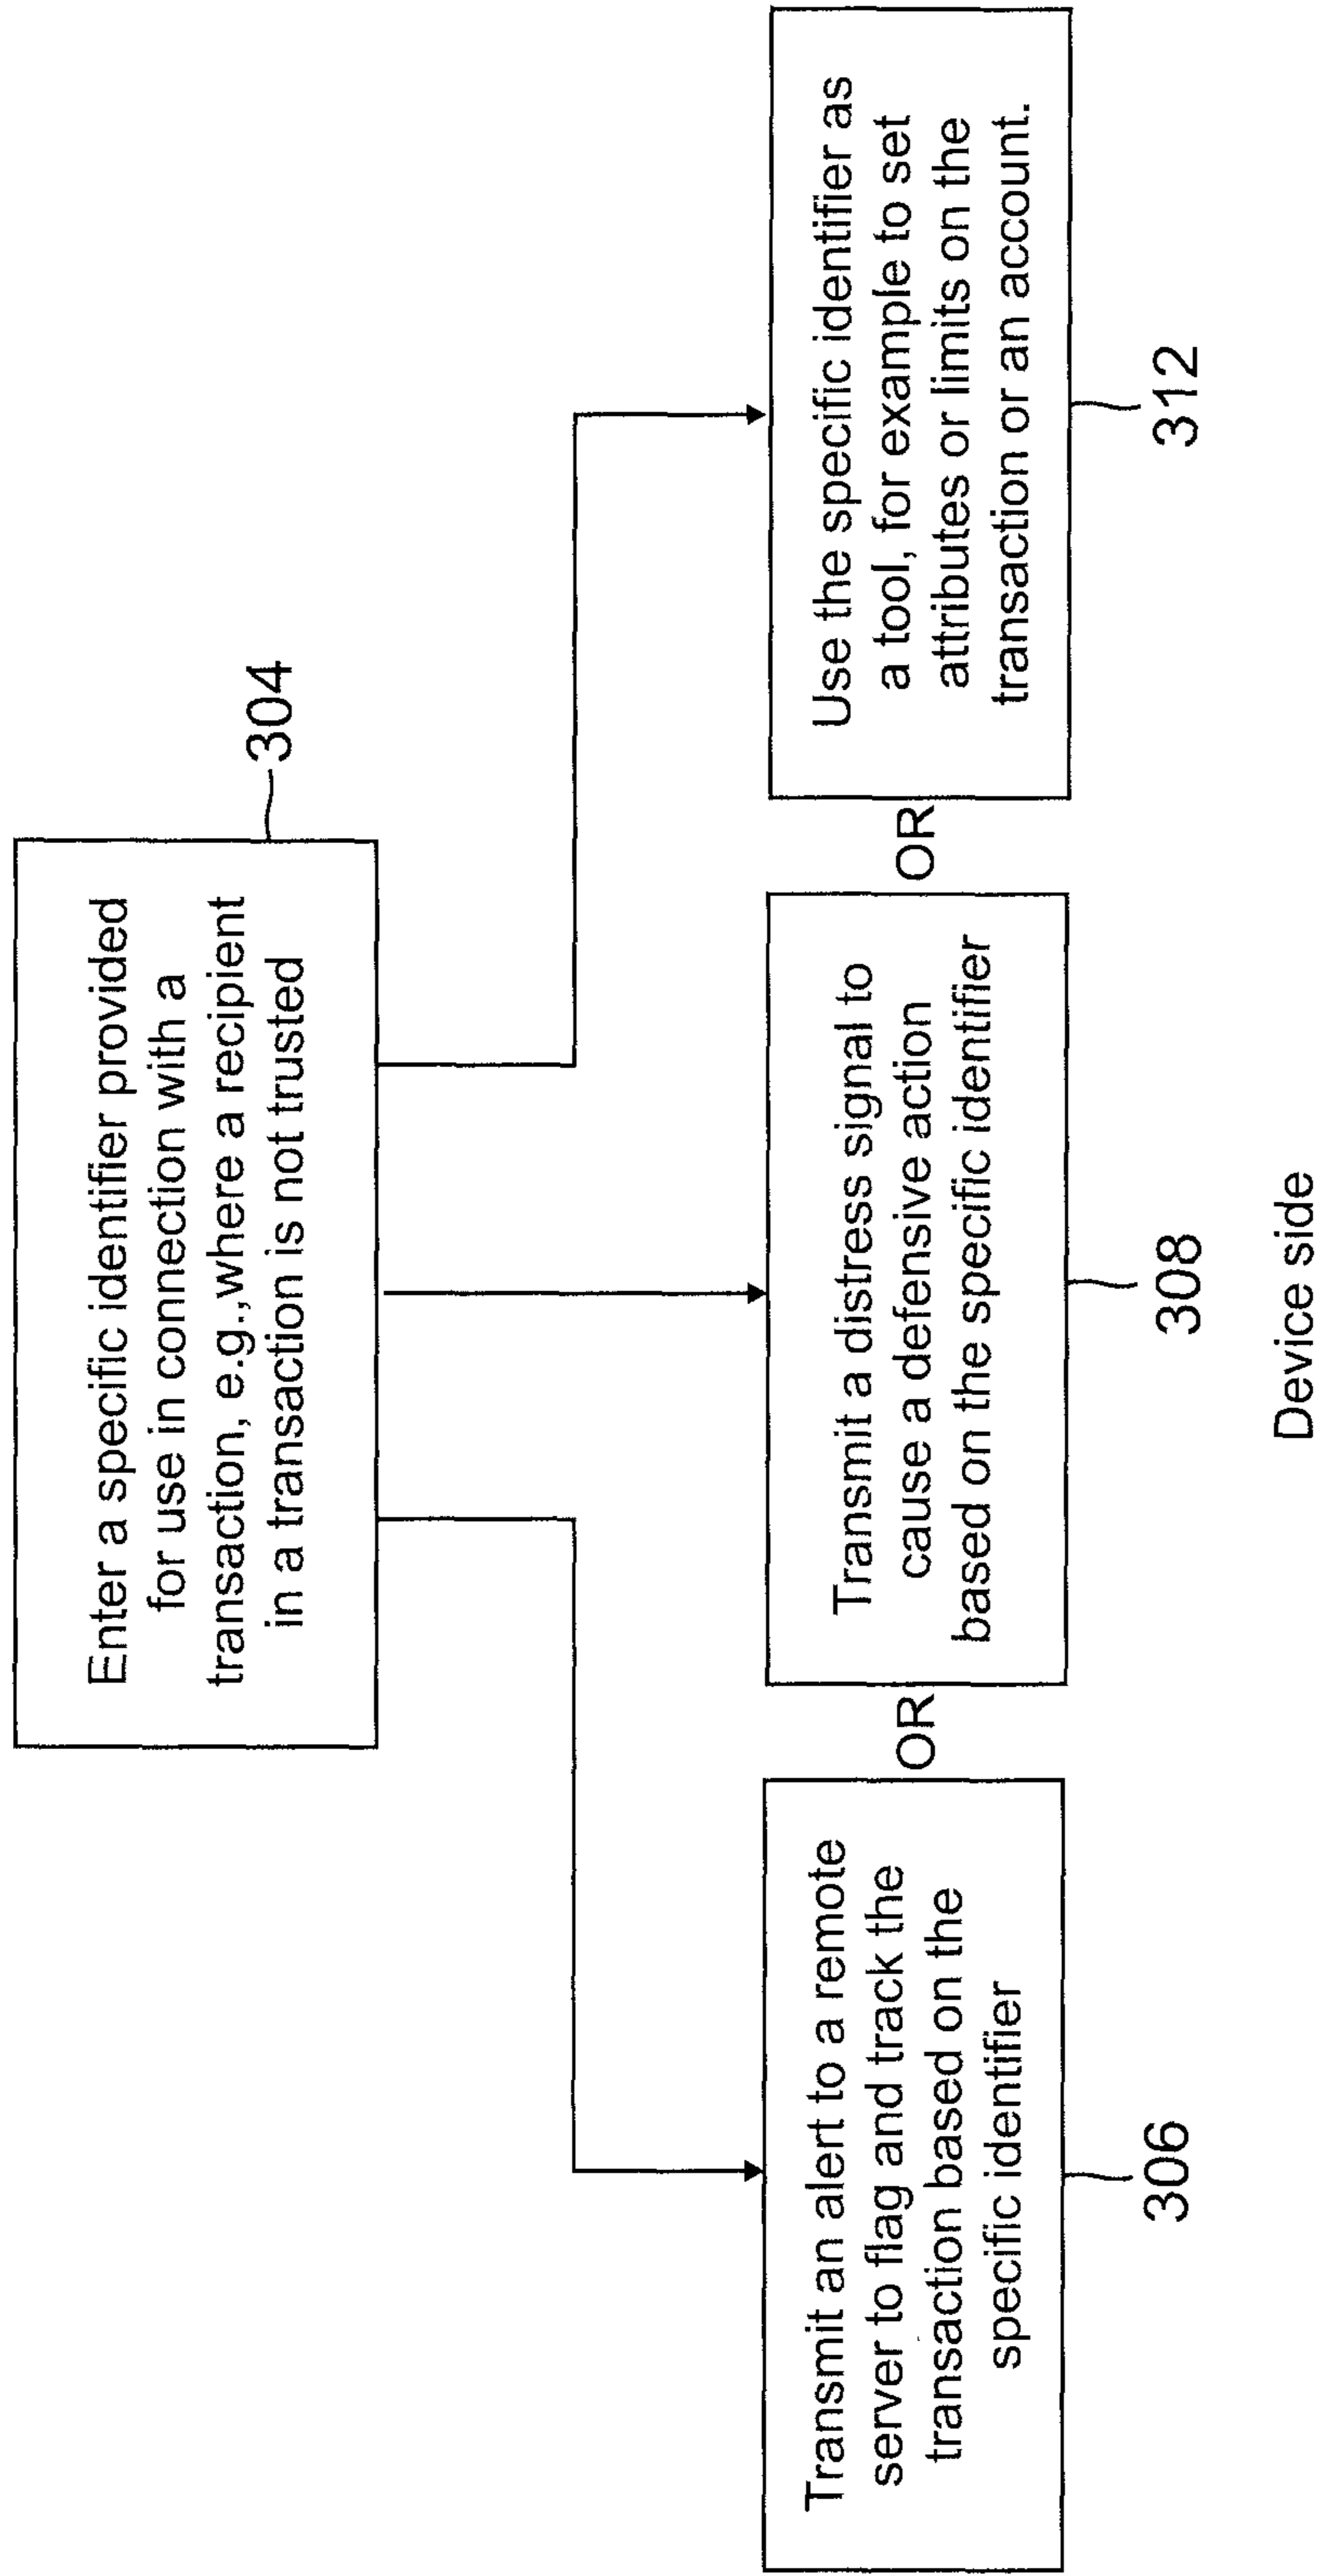 Enter a specific identifier provided
for use in connection with a
transaction, e.g.,where a recipient
in a transaction is not trusted
304
Transmit an alert to a remote
server to flag and track the
transaction based on the
specific identifier
306
OR
Transmit a distress signal to
cause a defensive action
based on the specific identifier
308
OR
Use the specific identifier as
a tool, for example to set
attributes or limits on the
transaction or an account.
312
Device side